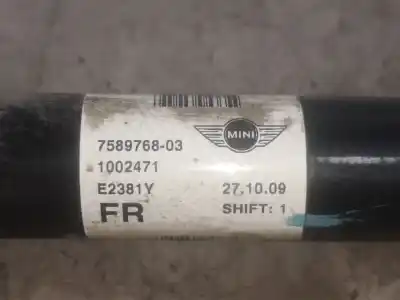 MINI
7589768-03
1002471
E2381Y 27.10.09
FR SHIFT: 1